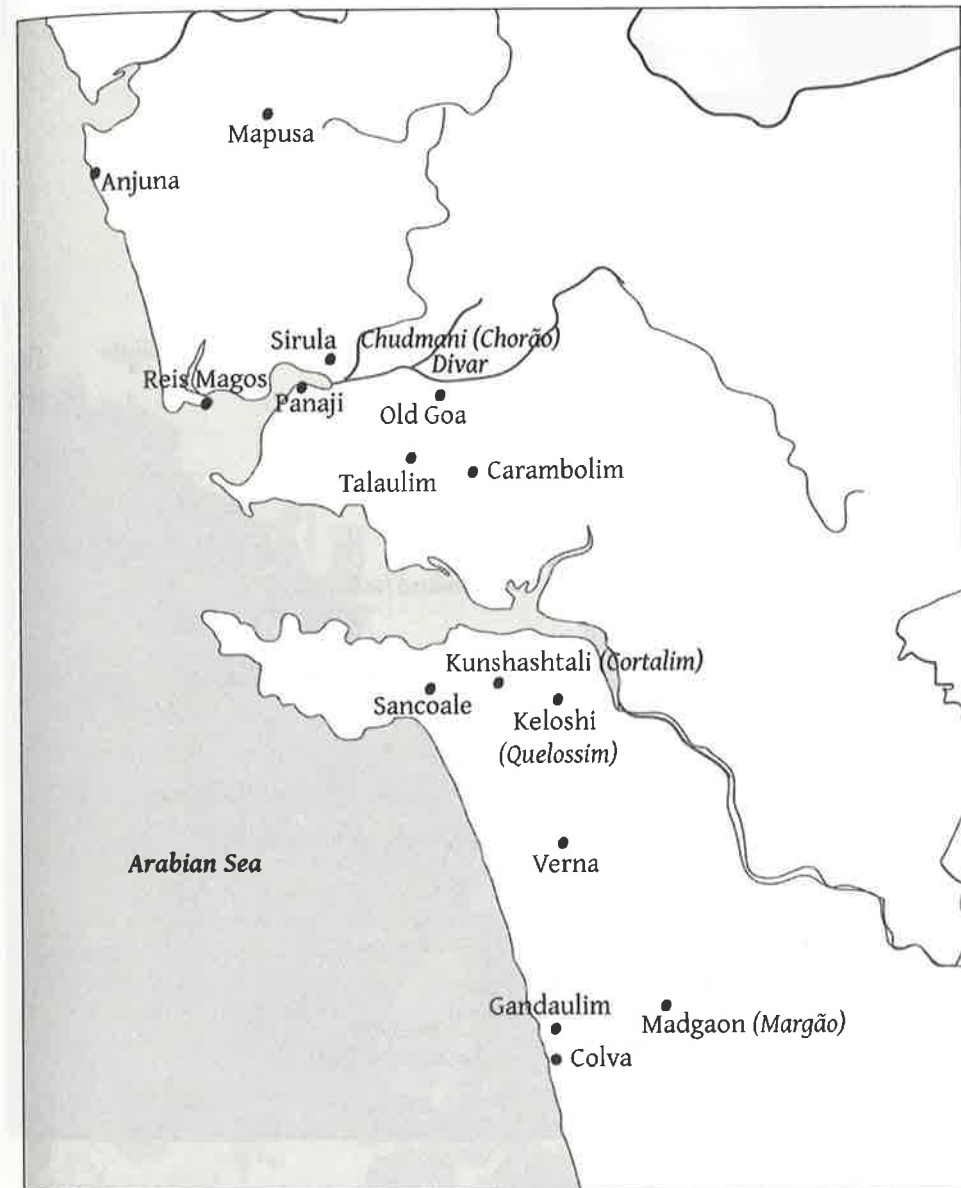 Mapusa
Anjuna
Sirula
Chudmani (Chorão)
Divar
Reis Magos
Panaji
Old Goa
Talaulim
Carambolim
Kunshashtali (Cortalim)
Sancoale
Keloshi
(Quelossim)
Arabian Sea
Verna
Gandaulim
Madgaon (Margão)
Colva